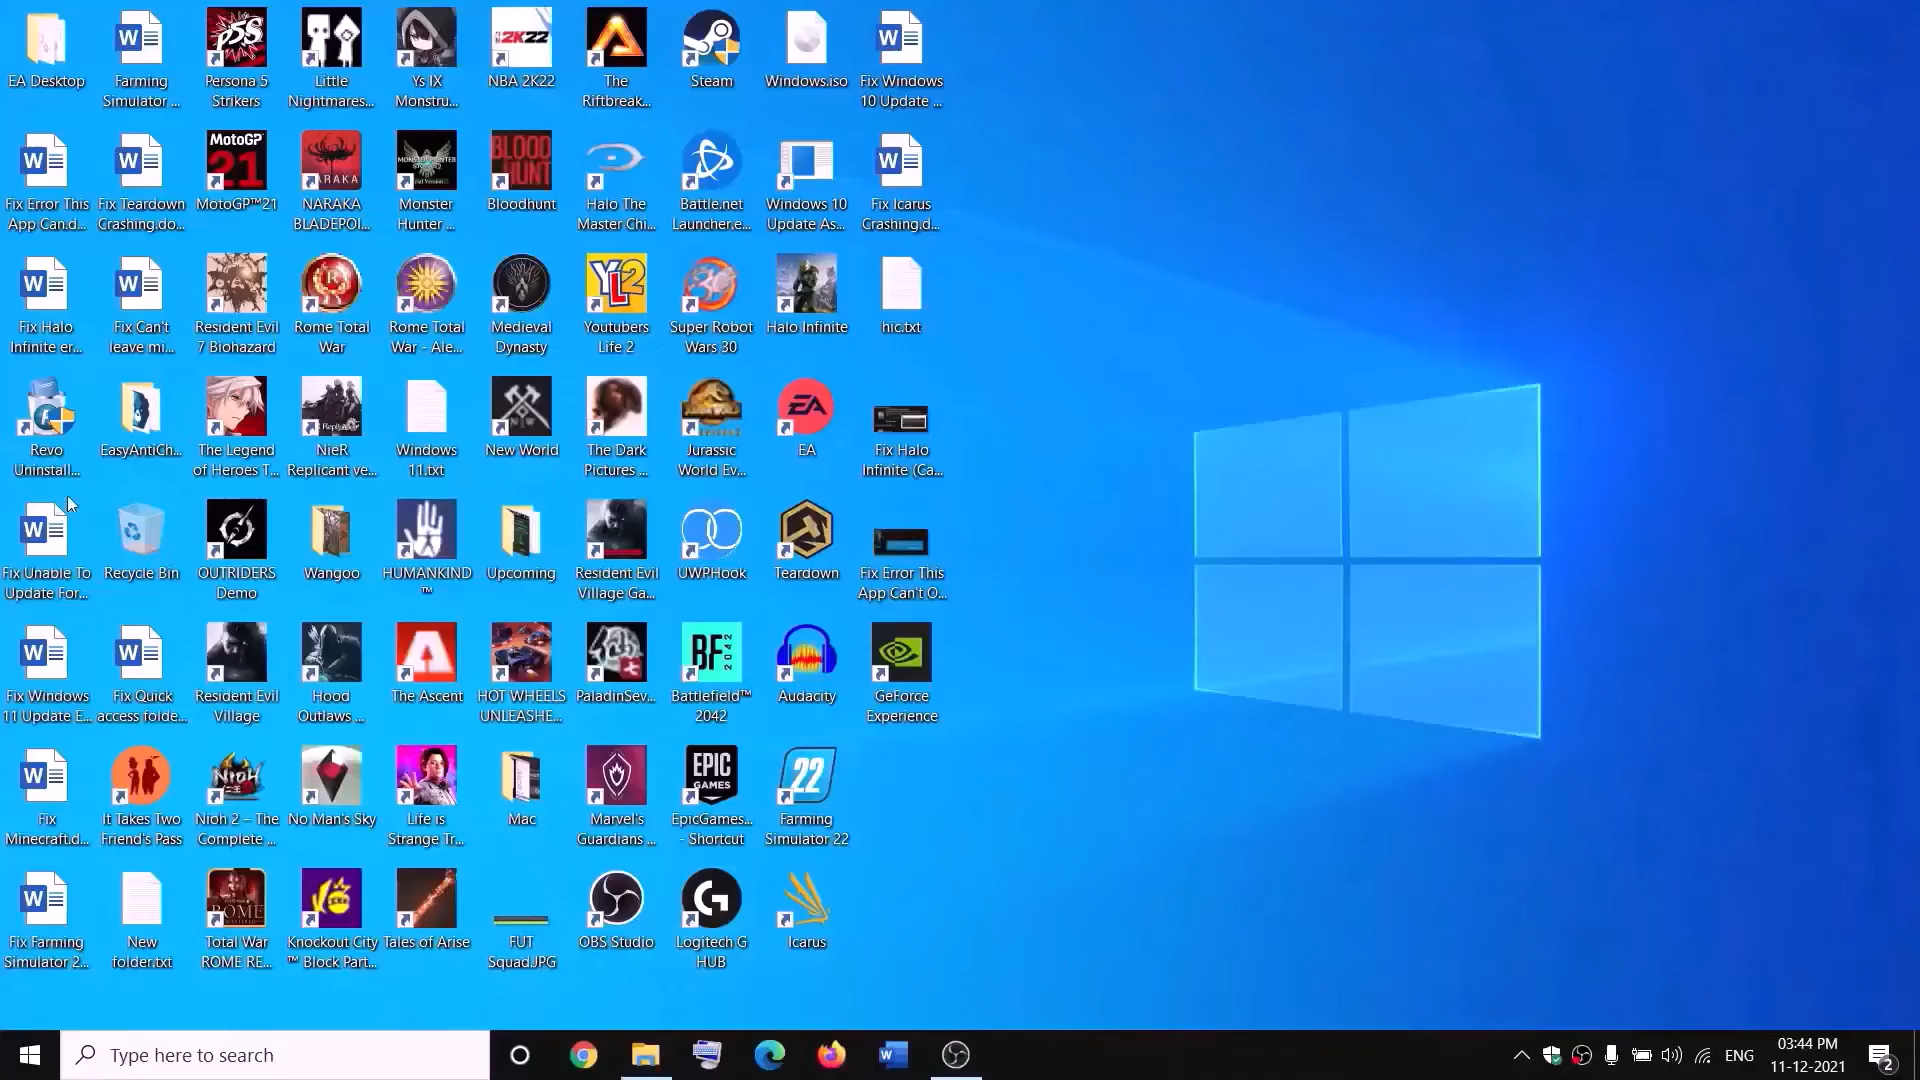 EA Desktop
Farming
Simulator ...
Persona 5
Strikers
Little
Nightmares...
Ys IX
Monstru...
NBA 2K22
The
Riftbreak...
Steam
Windows.iso
Fix Windows
10 Update ...
Fix Error This
App Can.d...
Fix Teardown
Crashing.do...
MotoGP™21
NARAKA
BLADEPOI...
Monster
Hunter ...
Bloodhunt
Halo The
Master Chi...
Battle.net
Launcher.e...
Windows 10
Update As...
Fix Icarus
Crashing.d...
Fix Halo
Infinite er...
Fix Can't
leave mi...
Resident Evil
7 Biohazard
Rome Total
War
Rome Total
War - Ale...
Medieval
Dynasty
Youtubers
Life 2
Super Robot
Wars 30
Halo Infinite
hic.txt
Revo
Uninstall...
EasyAntiCh...
The Legend
of Heroes T...
NieR
Replicant ve...
Windows
11.txt
New World
The Dark
Pictures ...
Jurassic
World Ev...
EA
Fix Halo
Infinite (Ca...
Fix Unable To
Update For...
Recycle Bin
OUTRIDERS
Demo
Wangoo
HUMANKIND
™
Upcoming
Resident Evil
Village Ga...
UWPHook
Teardown
Fix Error This
App Can't O...
Fix Windows
11 Update E...
Fix Quick
access folde...
Resident Evil
Village
Hood
Outlaws ...
The Ascent
HOT WHEELS
UNLEASHE...
PaladinSev...
Battlefield™
2042
Audacity
GeForce
Experience
Fix
Minecraft.d...
It Takes Two
Friend's Pass
Nioh 2 – The
Complete ...
No Man's Sky
Life is
Strange Tr...
Mac
Marvel's
Guardians ...
EpicGames...
- Shortcut
Farming
Simulator 22
Fix Farming
Simulator 2...
New
folder.txt
Total War
ROME RE...
Knockout City
™ Block Part...
Tales of Arise
FUT
Squad.JPG
OBS Studio
Logitech G
HUB
Icarus
Type here to search
ENG
03:44 PM
11-12-2021
2